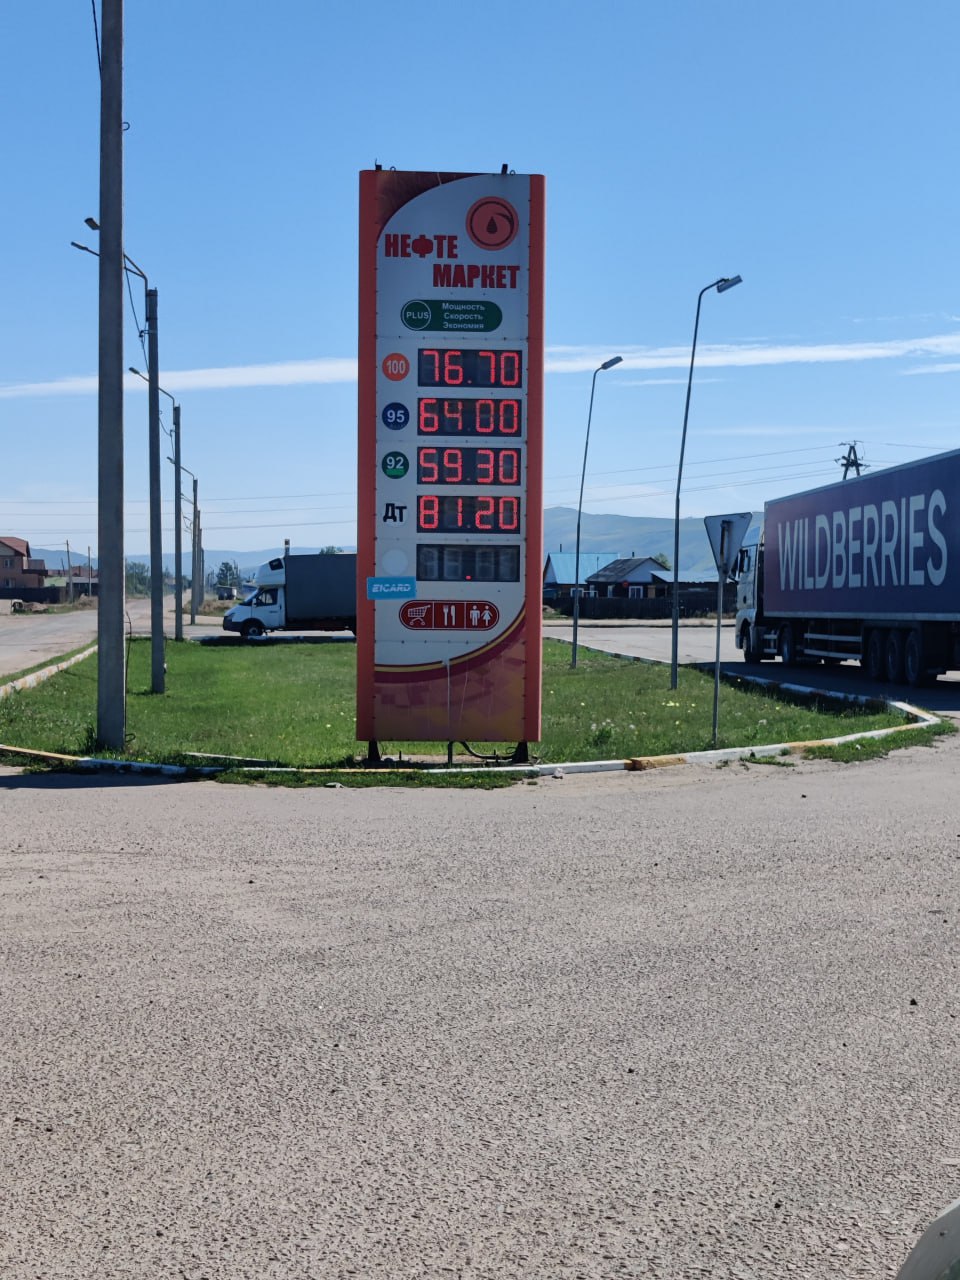 НЕФТЕ
МАРКЕТ
PLUS
Мощность
Скорость
Экономия
100 76.70
95 64.00
92 59.30
Дт 81.20
E1CARD
WILDBERRIES